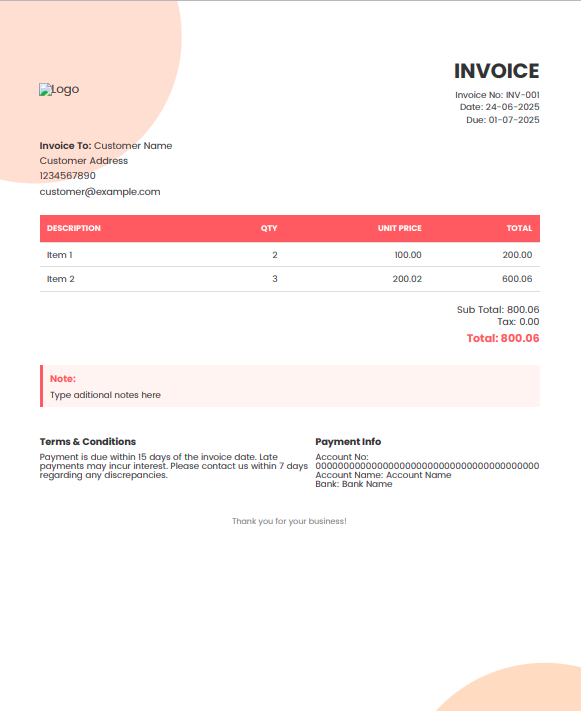 INVOICE
Logo
Invoice No: INV-001
Date: 24-06-2025
Due: 01-07-2025
Invoice To: Customer Name
Customer Address
1234567890
customer@example.com
DESCRIPTION QTY UNIT PRICE TOTAL
Item 1 2 100.00 200.00
Item 2 3 200.02 600.06
Sub Total: 800.06
Tax: 0.00
Total: 800.06
Note:
Type aditional notes here
Terms & Conditions
Payment is due within 15 days of the invoice date. Late
payments may incur interest. Please contact us within 7 days
regarding any discrepancies.
Payment Info
Account No:
0000000000000000000000000000000000000000
Account Name: Account Name
Bank: Bank Name
Thank you for your business!